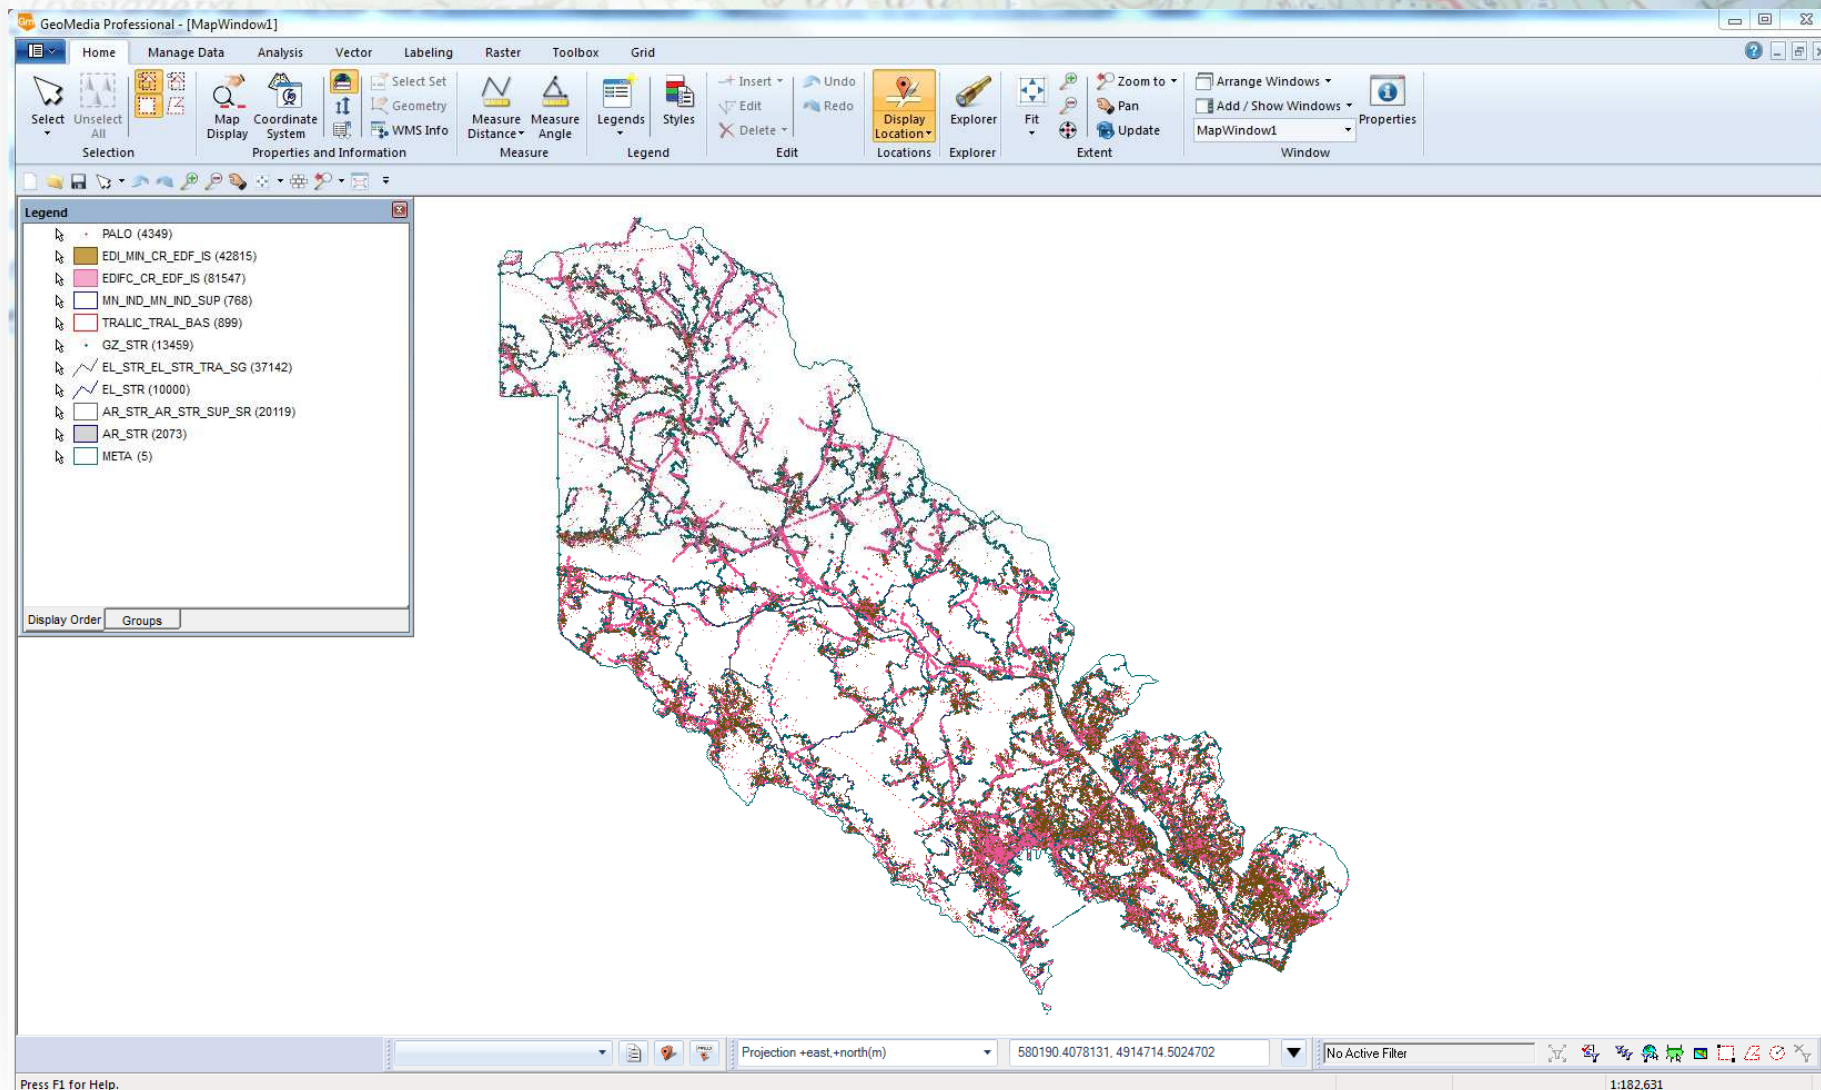 GeoMedia Professional - [MapWindow1]
Home Manage Data Analysis Vector Labeling Raster Toolbox Grid
Select
Unselect All
Map Display
Coordinate System
Select Set
Geometry
WMS Info
Measure Distance
Measure Angle
Legends
Styles
Insert
Edit
Delete
Undo
Redo
Display Location
Explorer
Fit
Zoom to
Pan
Update
Arrange Windows
Add / Show Windows
MapWindow1
Properties
Selection Properties and Information Measure Legend Edit Locations Explorer Extent Window
Legend
PALO (4349)
EDI_MIN_CR_EDF_IS (42815)
EDIFC_CR_EDF_IS (81547)
MN_IND_MN_IND_SUP (768)
TRALIC_TRAL_BAS (899)
GZ_STR (13459)
EL_STR_EL_STR_TRA_SG (37142)
EL_STR (10000)
AR_STR_AR_STR_SUP_SR (20119)
AR_STR (2073)
META (5)
Display Order Groups
Projection +east,+north(m) 580190.4078131, 4914714.5024702 No Active Filter
Press F1 for Help. 1:182,631